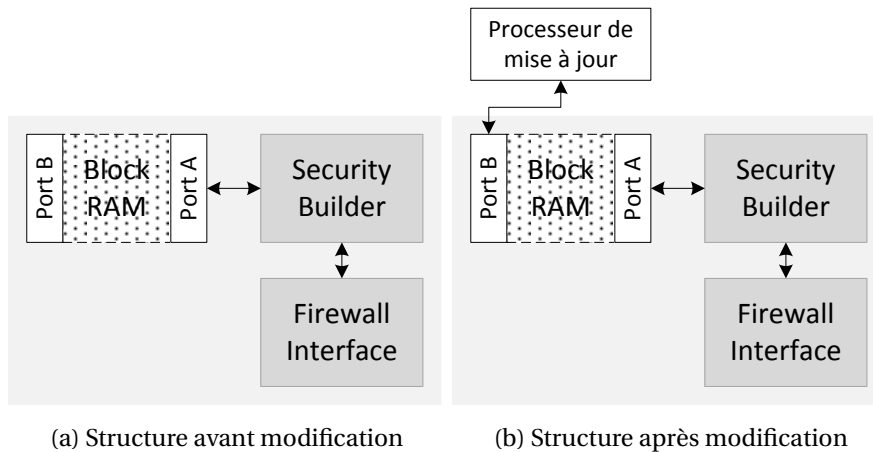 Processeur de
mise à jour
Port B
Block
RAM
Port A
Security
Builder
Firewall
Interface
Port B
Block
RAM
Port A
Security
Builder
Firewall
Interface
(a) Structure avant modification
(b) Structure après modification